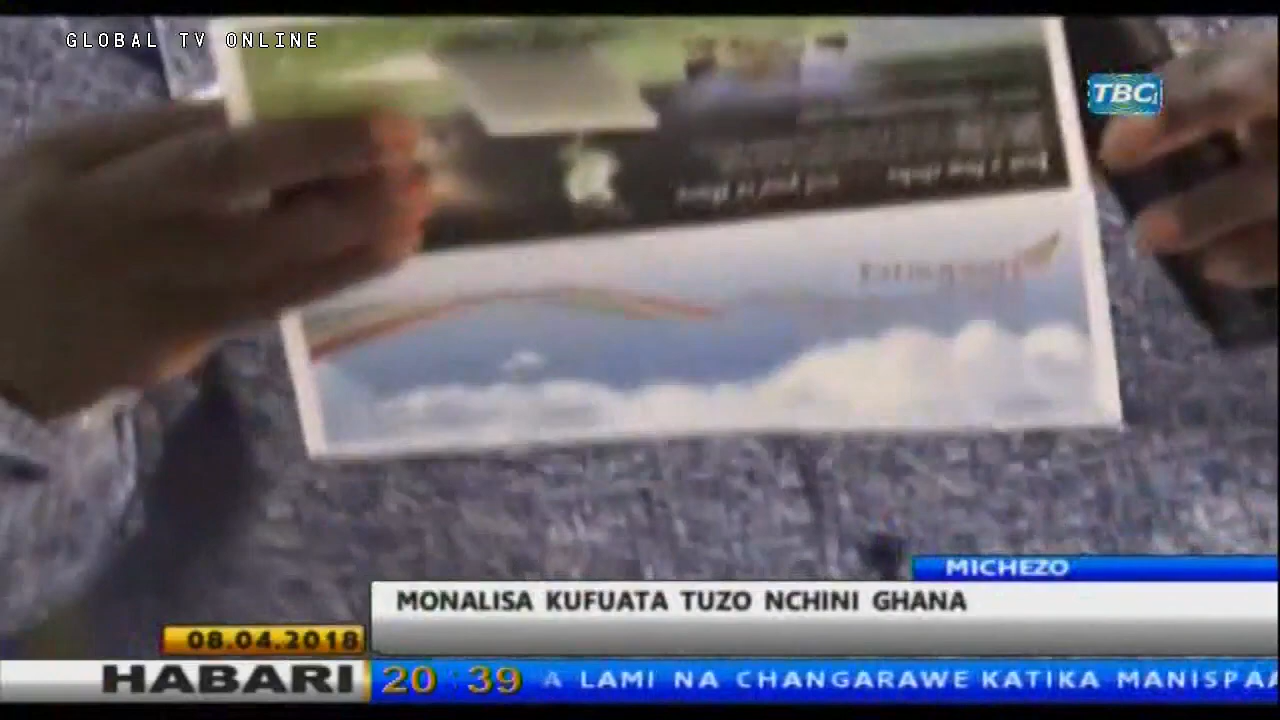 GLOBAL TV ONLINE
TBC1
MICHEZO
MONALISA KUFUATA TUZO NCHINI GHANA
08.04.2018
HABARI
20 39 A LAMI NA CHANGARAWE KATIKA MANISPAA